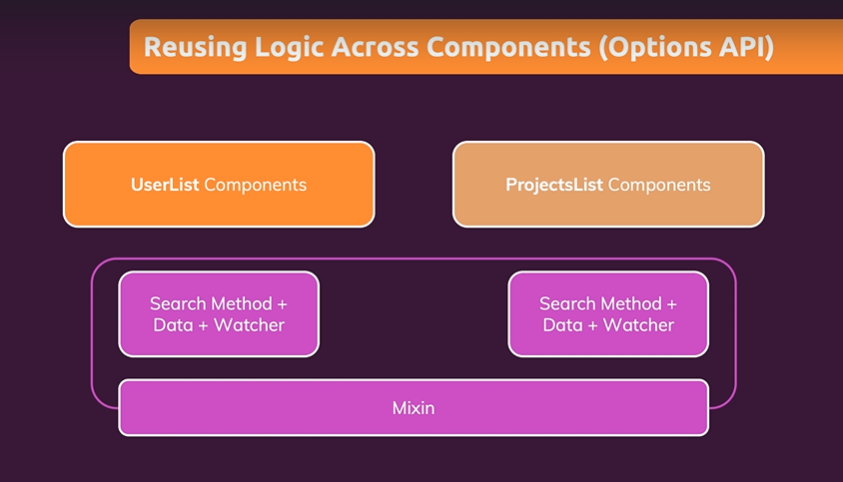 Reusing Logic Across Components (Options API)
UserList Components
ProjectsList Components
Search Method +
Data + Watcher
Search Method +
Data + Watcher
Mixin